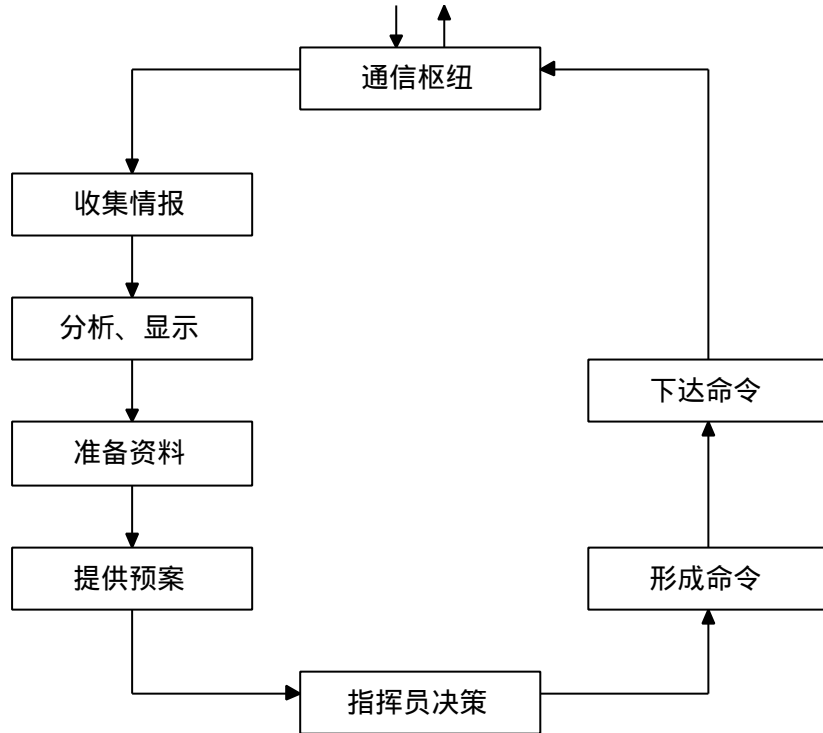 通信枢纽
收集情报
分析、显示
准备资料
提供预案
指挥员决策
形成命令
下达命令